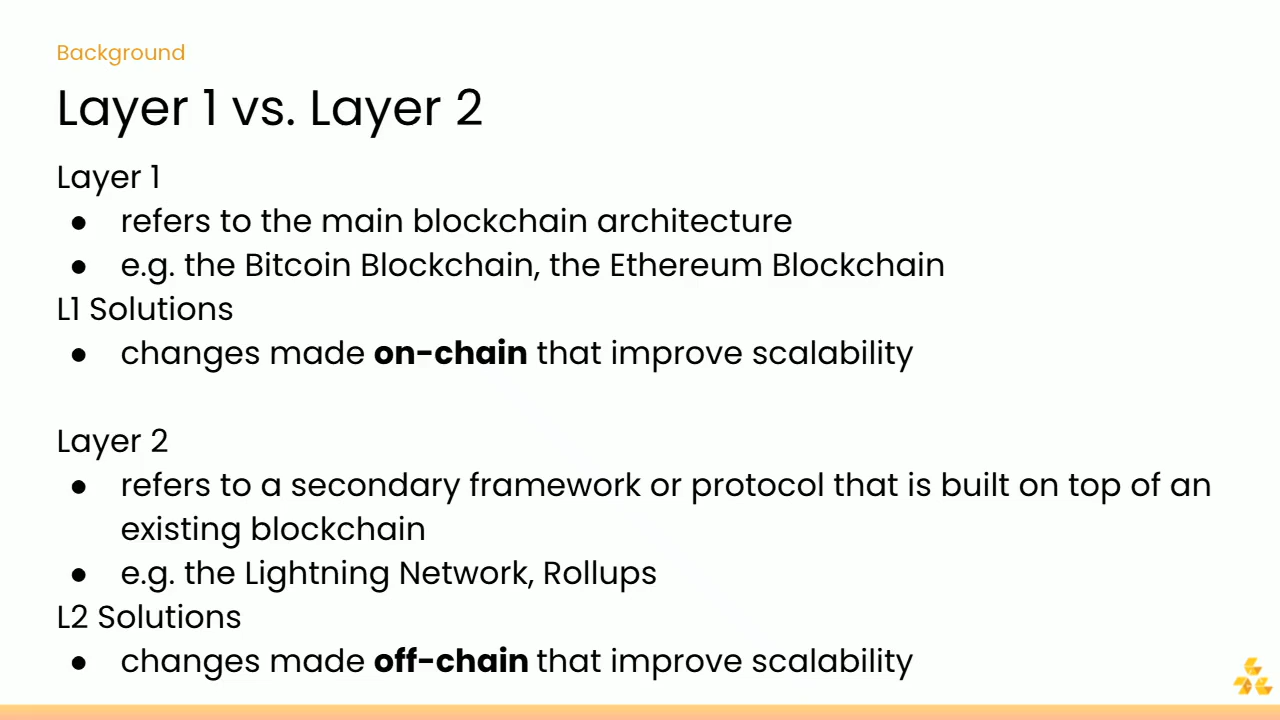 Background
Layer 1 vs. Layer 2
Layer 1
● refers to the main blockchain architecture
● e.g. the Bitcoin Blockchain, the Ethereum Blockchain
L1 Solutions
● changes made on-chain that improve scalability
Layer 2
● refers to a secondary framework or protocol that is built on top of an
existing blockchain
● e.g. the Lightning Network, Rollups
L2 Solutions
● changes made off-chain that improve scalability